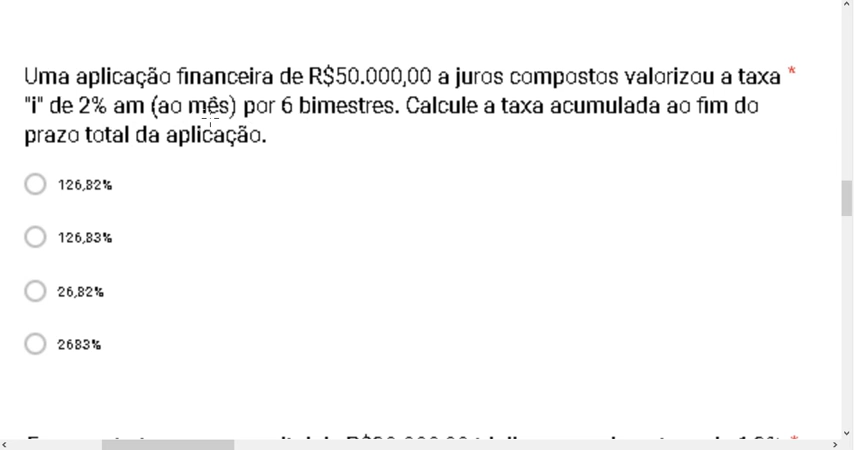 Uma aplicação financeira de R$50.000,00 a juros compostos valorizou a taxa *
"i" de 2% am (ao mês) por 6 bimestres. Calcule a taxa acumulada ao fim do
prazo total da aplicação.
126,82%
126,83%
26,82%
2683%